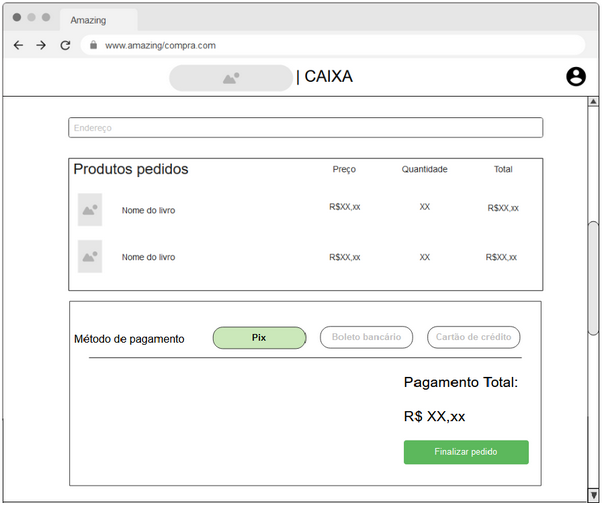 Amazing
www.amazing/compra.com
| CAIXA
Endereço
Produtos pedidos Preço Quantidade Total
Nome do livro R$XX,xx XX R$XX,xx
Nome do livro R$XX,xx XX R$XX,xx
Método de pagamento Pix Boleto bancário Cartão de crédito
Pagamento Total:
R$ XX,xx
Finalizar pedido